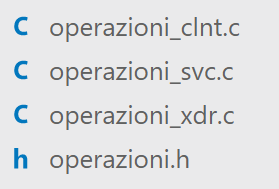 C operazioni_clnt.c
C operazioni_svc.c
C operazioni_xdr.c
h operazioni.h